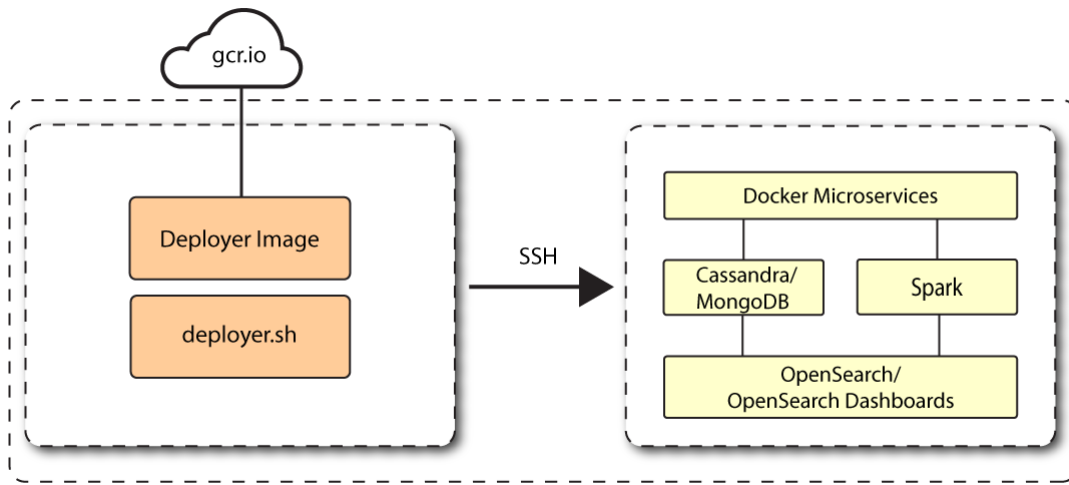 gcr.io
Deployer Image
deployer.sh
SSH
Docker Microservices
Cassandra/
MongoDB
Spark
OpenSearch/
OpenSearch Dashboards